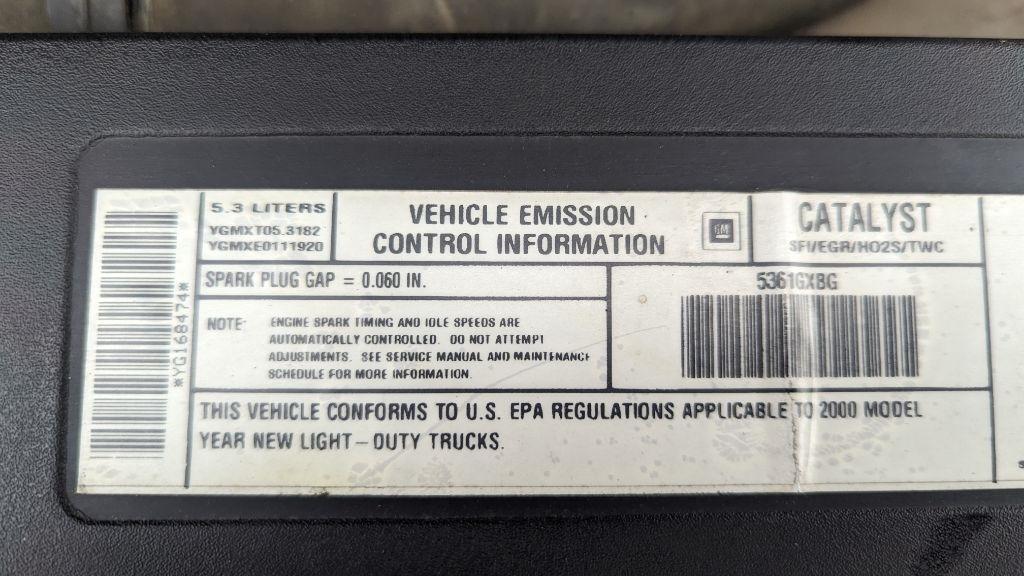 5.3 LITERS
YGMXT05.3182
YGMXE0111920
VEHICLE EMISSION
CONTROL INFORMATION
GM
CATALYST
SFI/EGR/HO2S/TWC
SPARK PLUG GAP = 0.060 IN.
5361GXBG
NOTE: ENGINE SPARK TIMING AND IDLE SPEEDS ARE
AUTOMATICALLY CONTROLLED. DO NOT ATTEMPT
ADJUSTMENTS. SEE SERVICE MANUAL AND MAINTENANCE
SCHEDULE FOR MORE INFORMATION.
*YG168474*
THIS VEHICLE CONFORMS TO U.S. EPA REGULATIONS APPLICABLE TO 2000 MODEL
YEAR NEW LIGHT-DUTY TRUCKS.